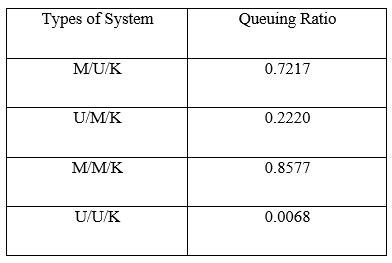 Types of System Queuing Ratio
M/U/K 0.7217
U/M/K 0.2220
M/M/K 0.8577
U/U/K 0.0068